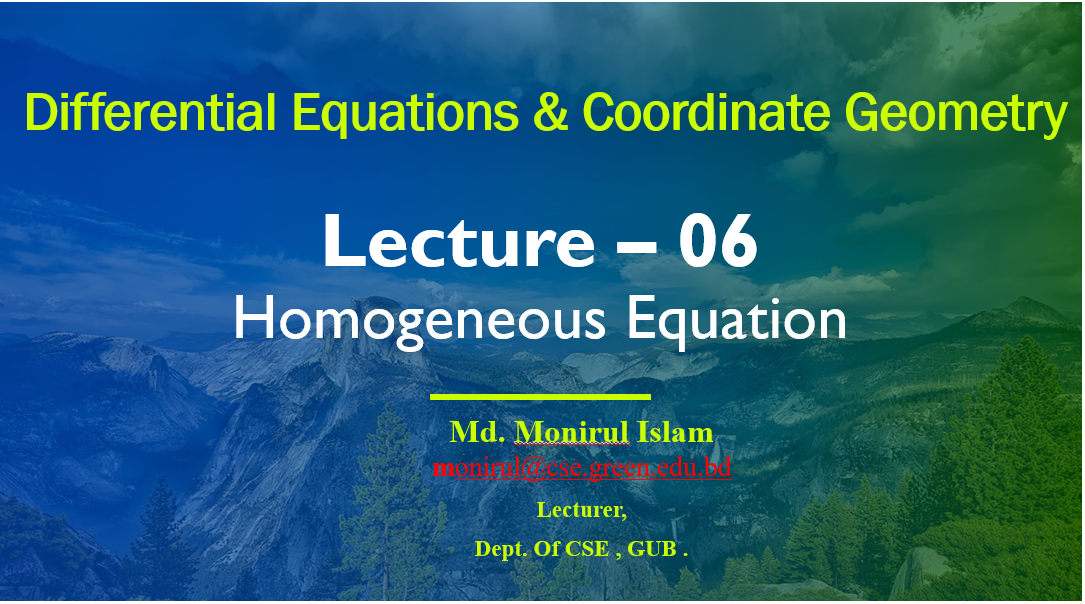 Differential Equations & Coordinate Geometry
Lecture – 06
Homogeneous Equation
Md. Monirul Islam
monirul@cse.green.edu.bd
Lecturer,
Dept. Of CSE , GUB .